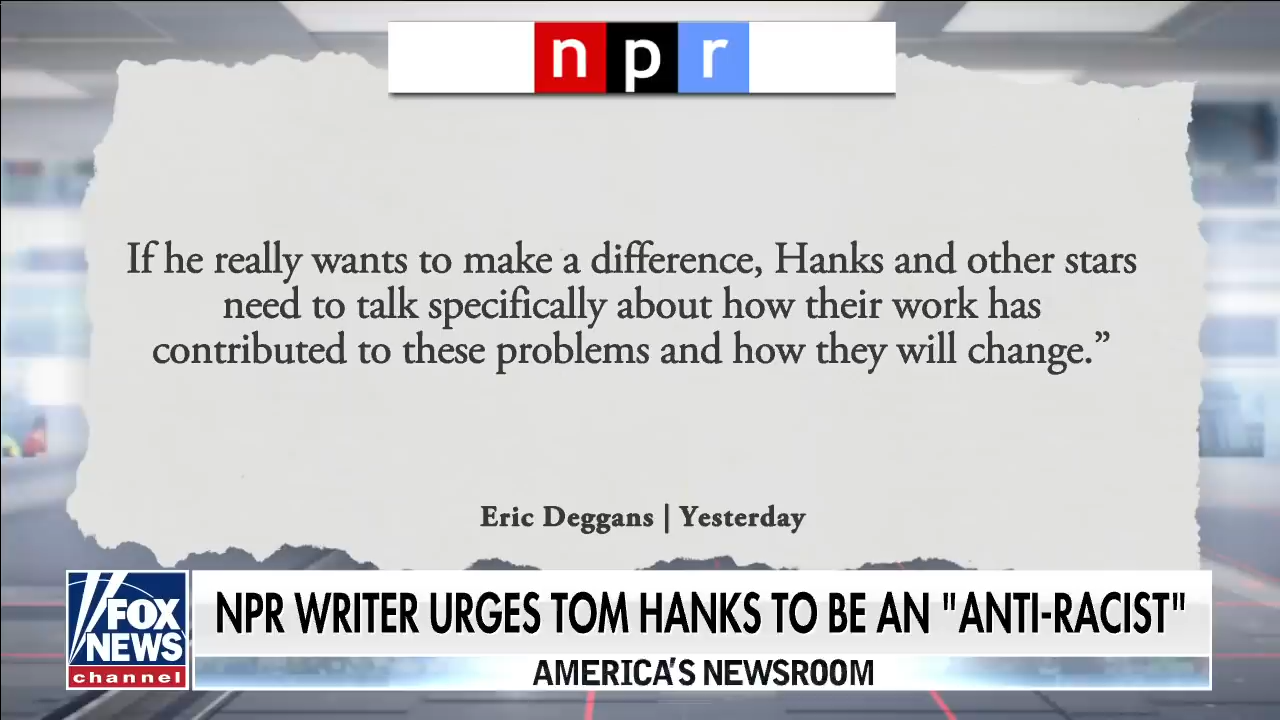 npr
If he really wants to make a difference, Hanks and other stars
need to talk specifically about how their work has
contributed to these problems and how they will change.”
Eric Deggans | Yesterday
FOX
NEWS
channel
NPR WRITER URGES TOM HANKS TO BE AN "ANTI-RACIST"
AMERICA'S NEWSROOM